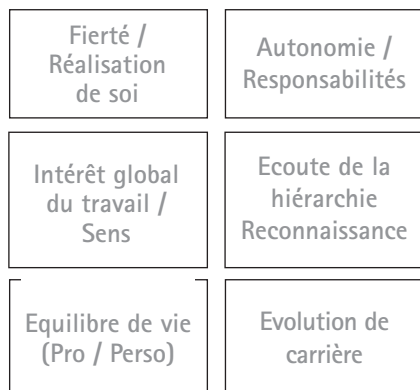 Fierté /
Réalisation
de soi
Autonomie /
Responsabilités
Intérêt global
du travail /
Sens
Ecoute de la
hiérarchie
Reconnaissance
Equilibre de vie
(Pro / Perso)
Evolution de
carrière